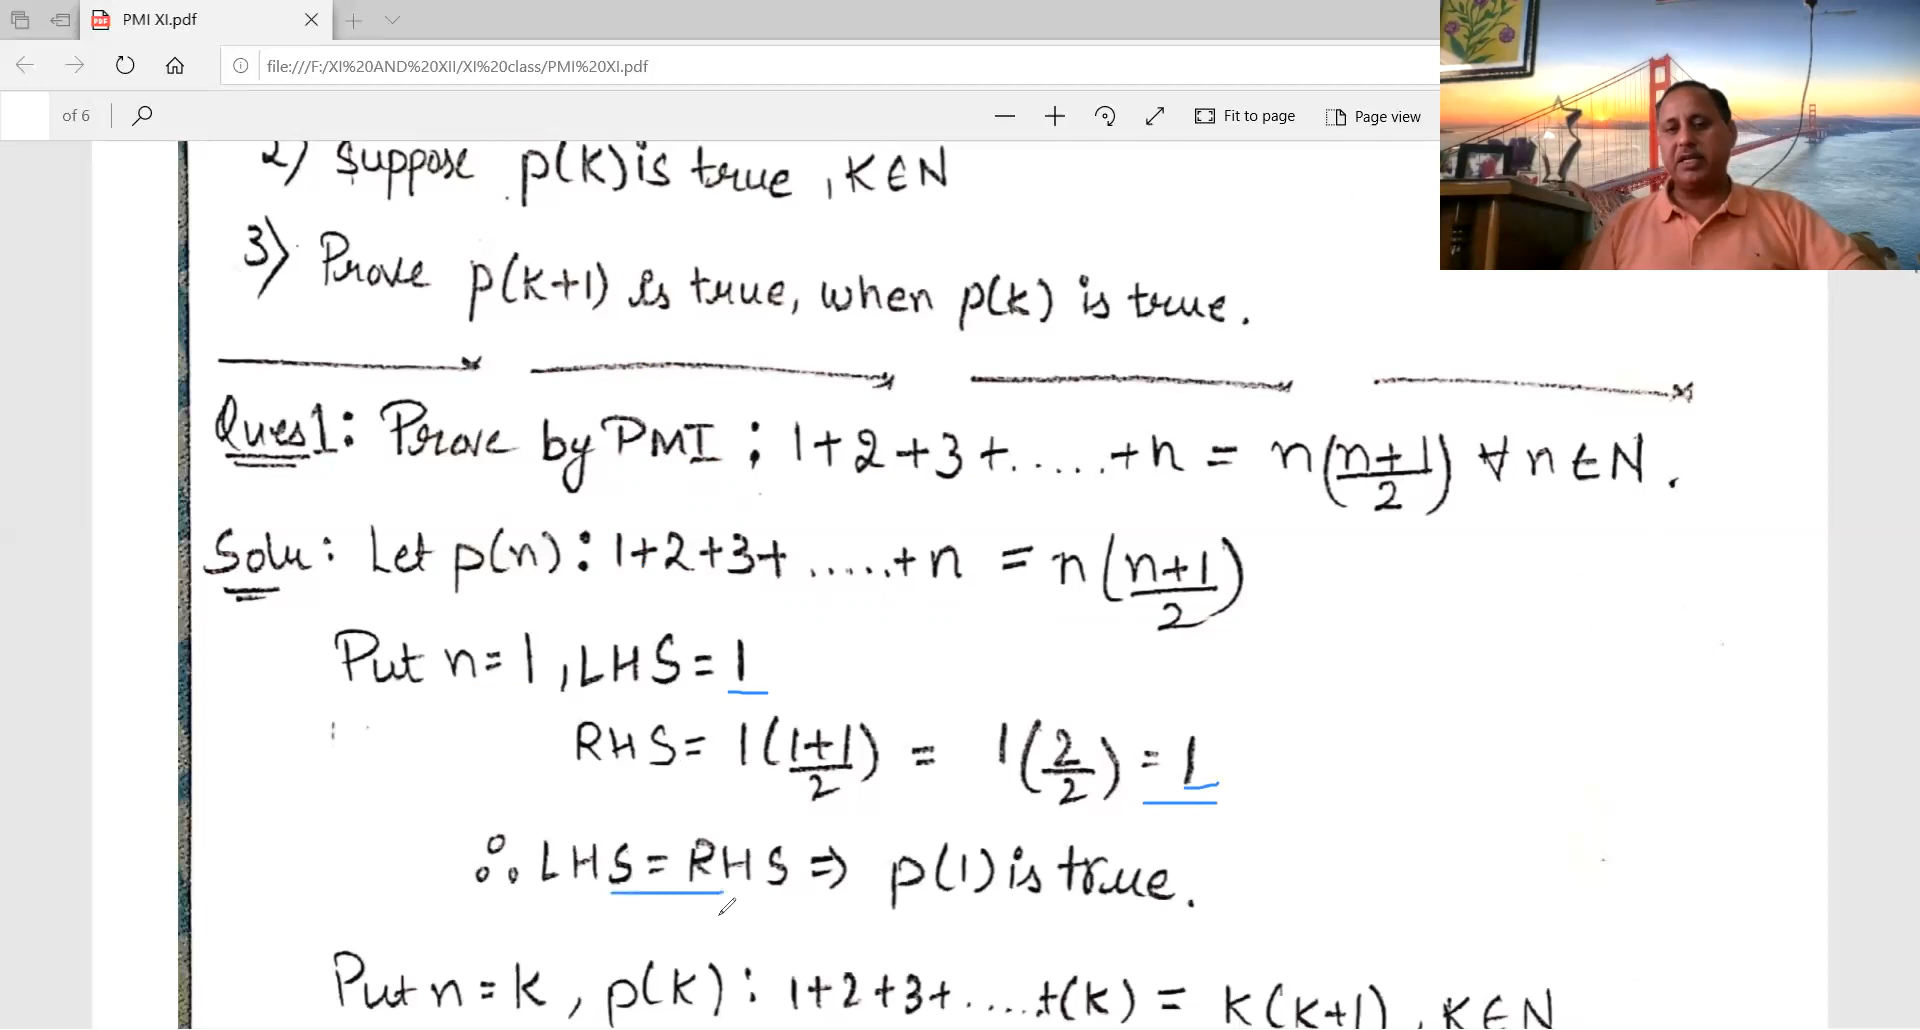 PMI XI.pdf
file:///F:/XI%20AND%20XII/XI%20class/PMI%20XI.pdf
of 6
Fit to page
Page view
2) Suppose p(k) is true , K∈N
3) Prove p(k+1) is true, when p(k) is true.
Ques1: Prove by PMI : 1+2+3+.....+n = n(n+1/2) ∀ n∈N.
Solu: Let p(n) : 1+2+3+.....+n = n(n+1/2)
Put n=1, LHS=1
RHS= 1(1+1/2) = 1(2/2) = 1
∴ LHS = RHS ⇒ p(1) is true.
Put n = K, p(K) : 1+2+3+....+(K) = K(K+1), K∈N